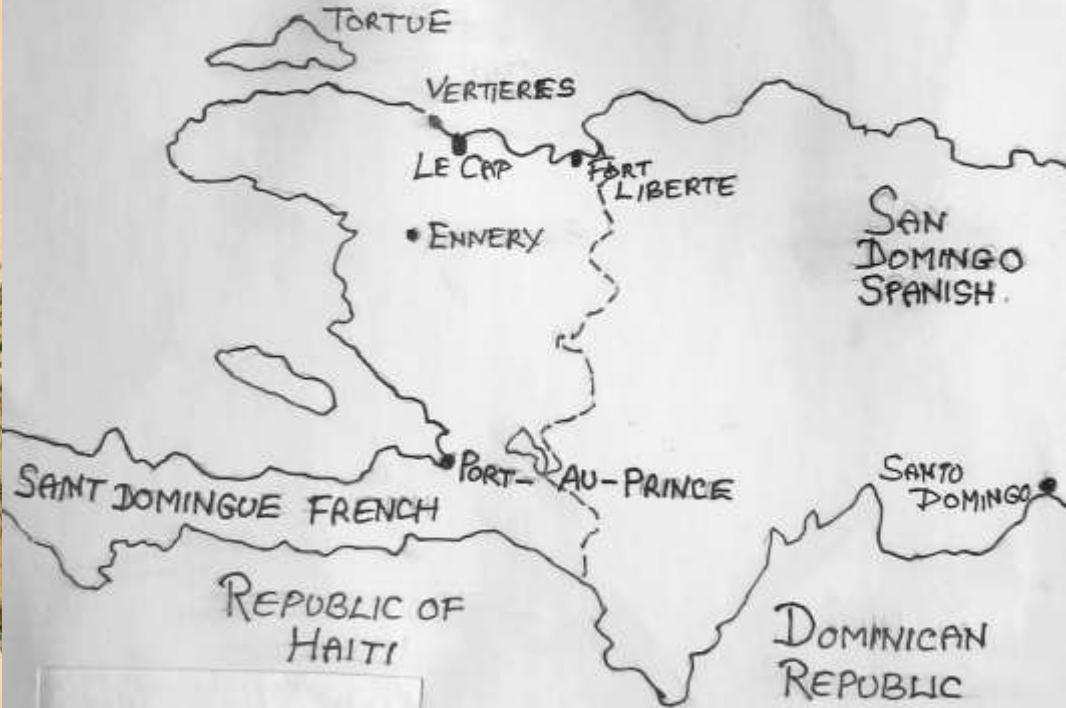 TORTUE
VERTIERES
LE CAP
FORT
LIBERTE
ENNERY
SAN
DOMINGO
SPANISH.
PORT- AU-PRINCE
SANTO
DOMINGO
SAINT DOMINGUE FRENCH
REPUBLIC OF
HAITI
DOMINICAN
REPUBLIC